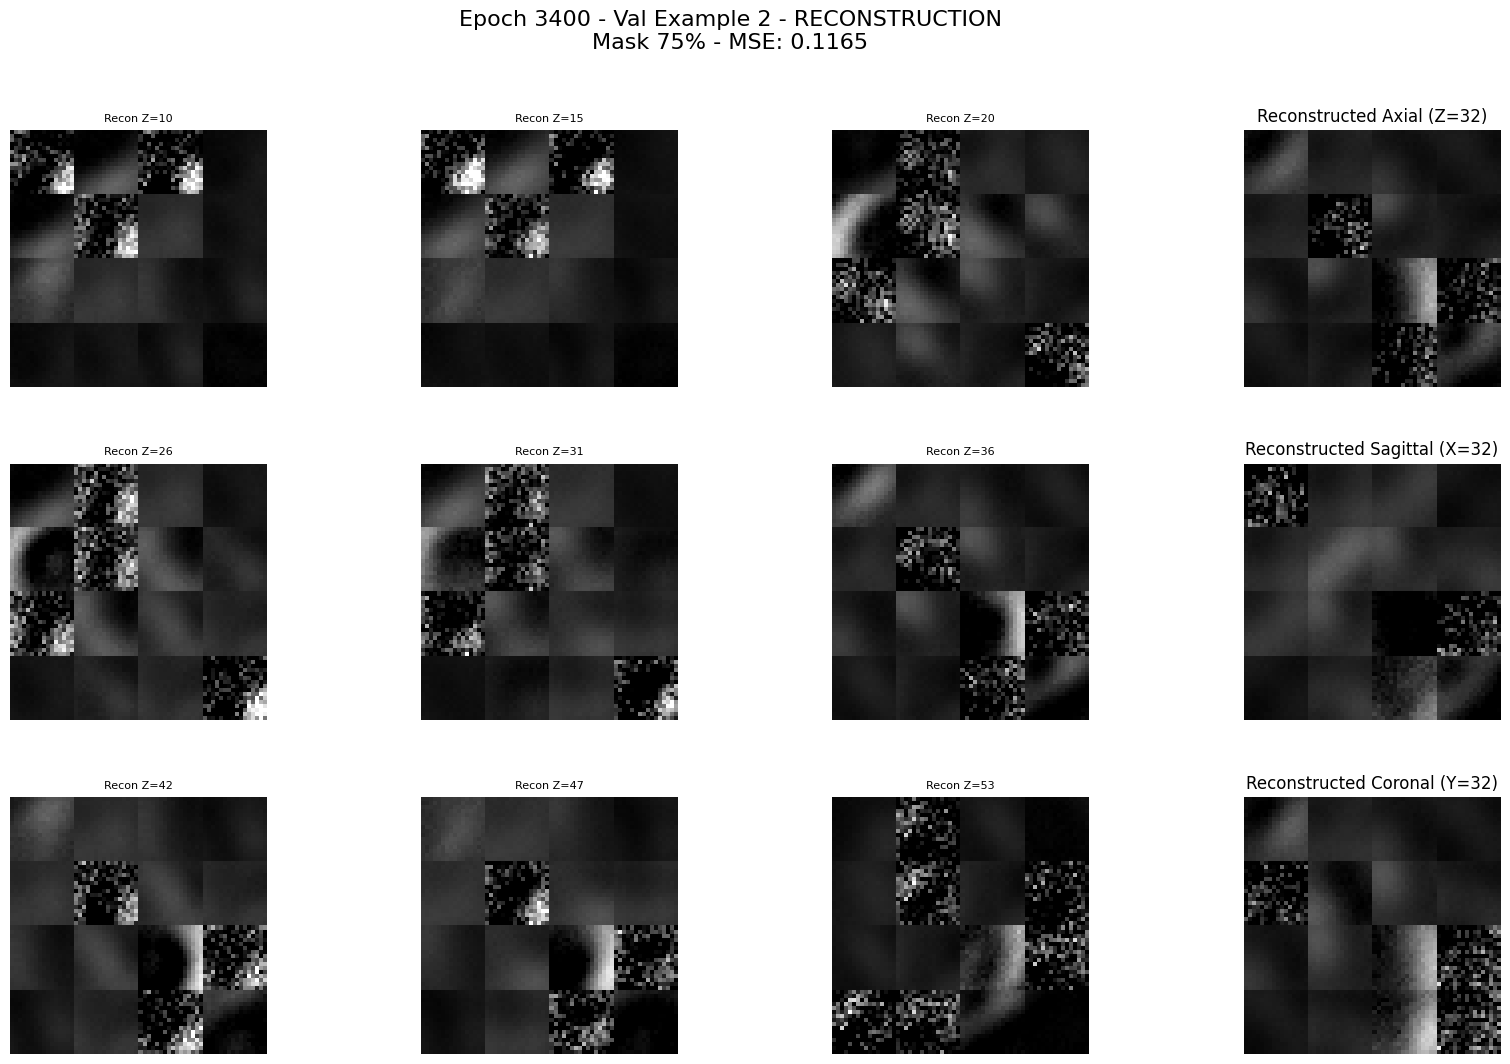 Epoch 3400 - Val Example 2 - RECONSTRUCTION
Mask 75% - MSE: 0.1165
Recon Z=10
Recon Z=15
Recon Z=20
Reconstructed Axial (Z=32)
Recon Z=26
Recon Z=31
Recon Z=36
Reconstructed Sagittal (X=32)
Recon Z=42
Recon Z=47
Recon Z=53
Reconstructed Coronal (Y=32)